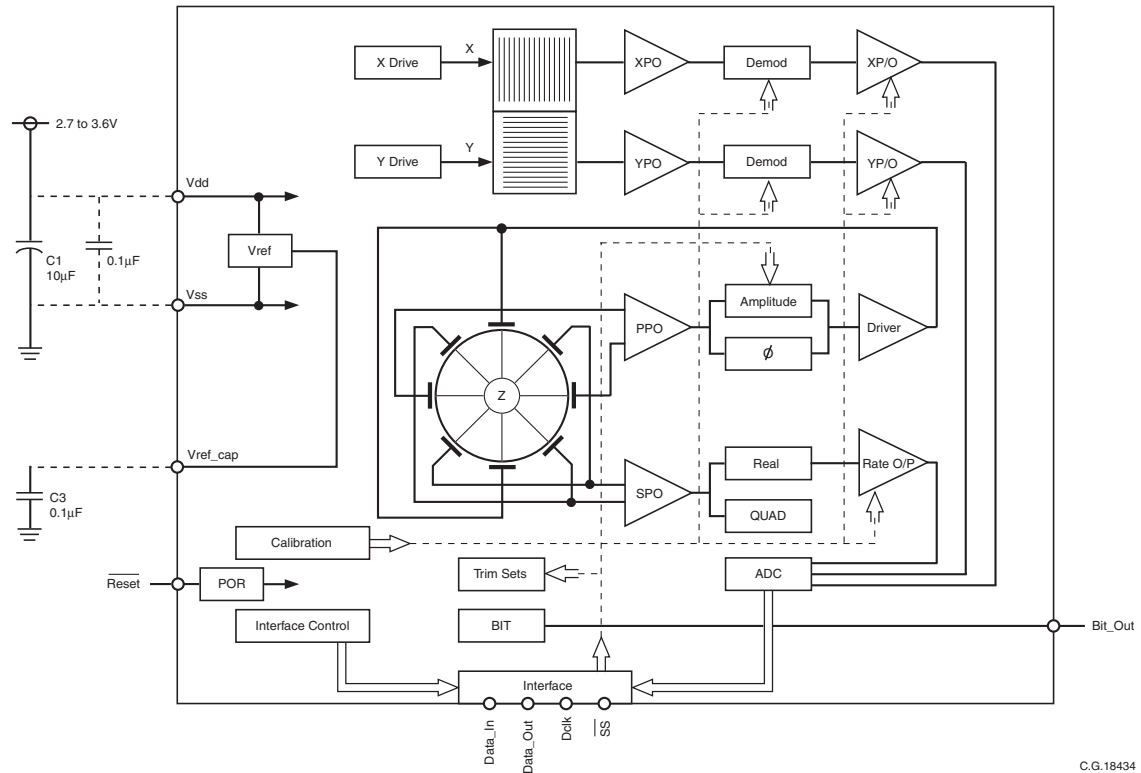 X Drive
X
XPO
Demod
XP/O
2.7 to 3.6V
Y Drive
Y
YPO
Demod
YP/O
Vdd
Vref
C1
10µF
0.1µF
Vss
Amplitude
PPO
Driver
ϕ
Z
Vref_cap
Real
Rate O/P
SPO
QUAD
C3
0.1µF
Calibration
Reset
POR
Trim Sets
ADC
Interface Control
BIT
Bit_Out
Interface
Data_In
Data_Out
Dclk
SS
C.G.18434